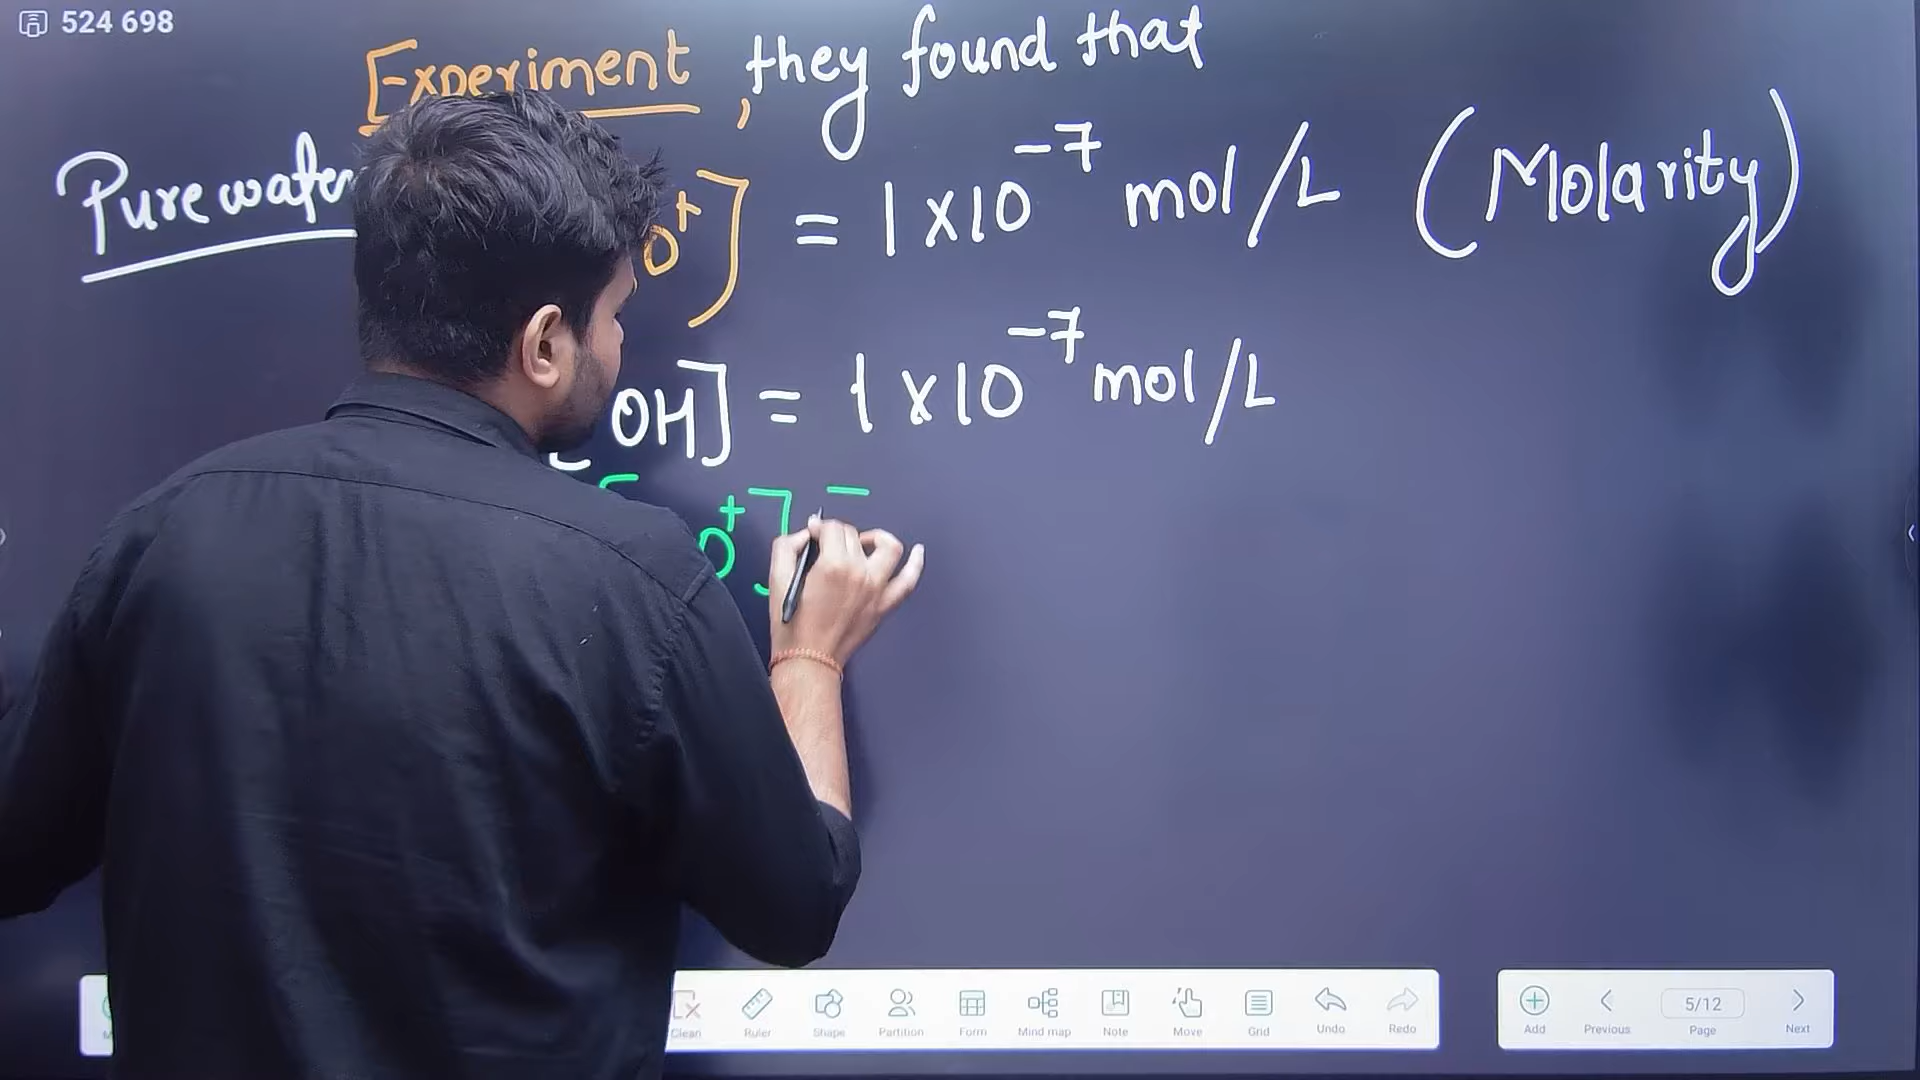 524 698
Experiment, they found that
Pure water O⁺] = 1×10⁻⁷ mol/L (Molarity)
[OH] = 1×10⁻⁷ mol/L
[ O⁺] =
Clean Ruler Shape Partition Form Mind map Note Move Grid Undo Redo Add Previous 5/12 Page Next